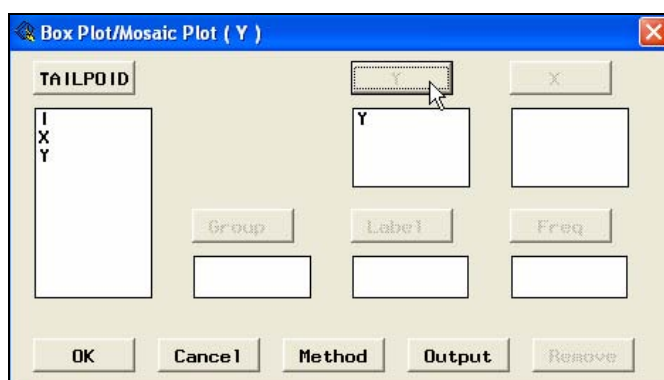 Box Plot/Mosaic Plot ( Y )
TAILPOID
Y
X
I
X
Y
Y
Group
Label
Freq
OK
Cancel
Method
Output
Remove